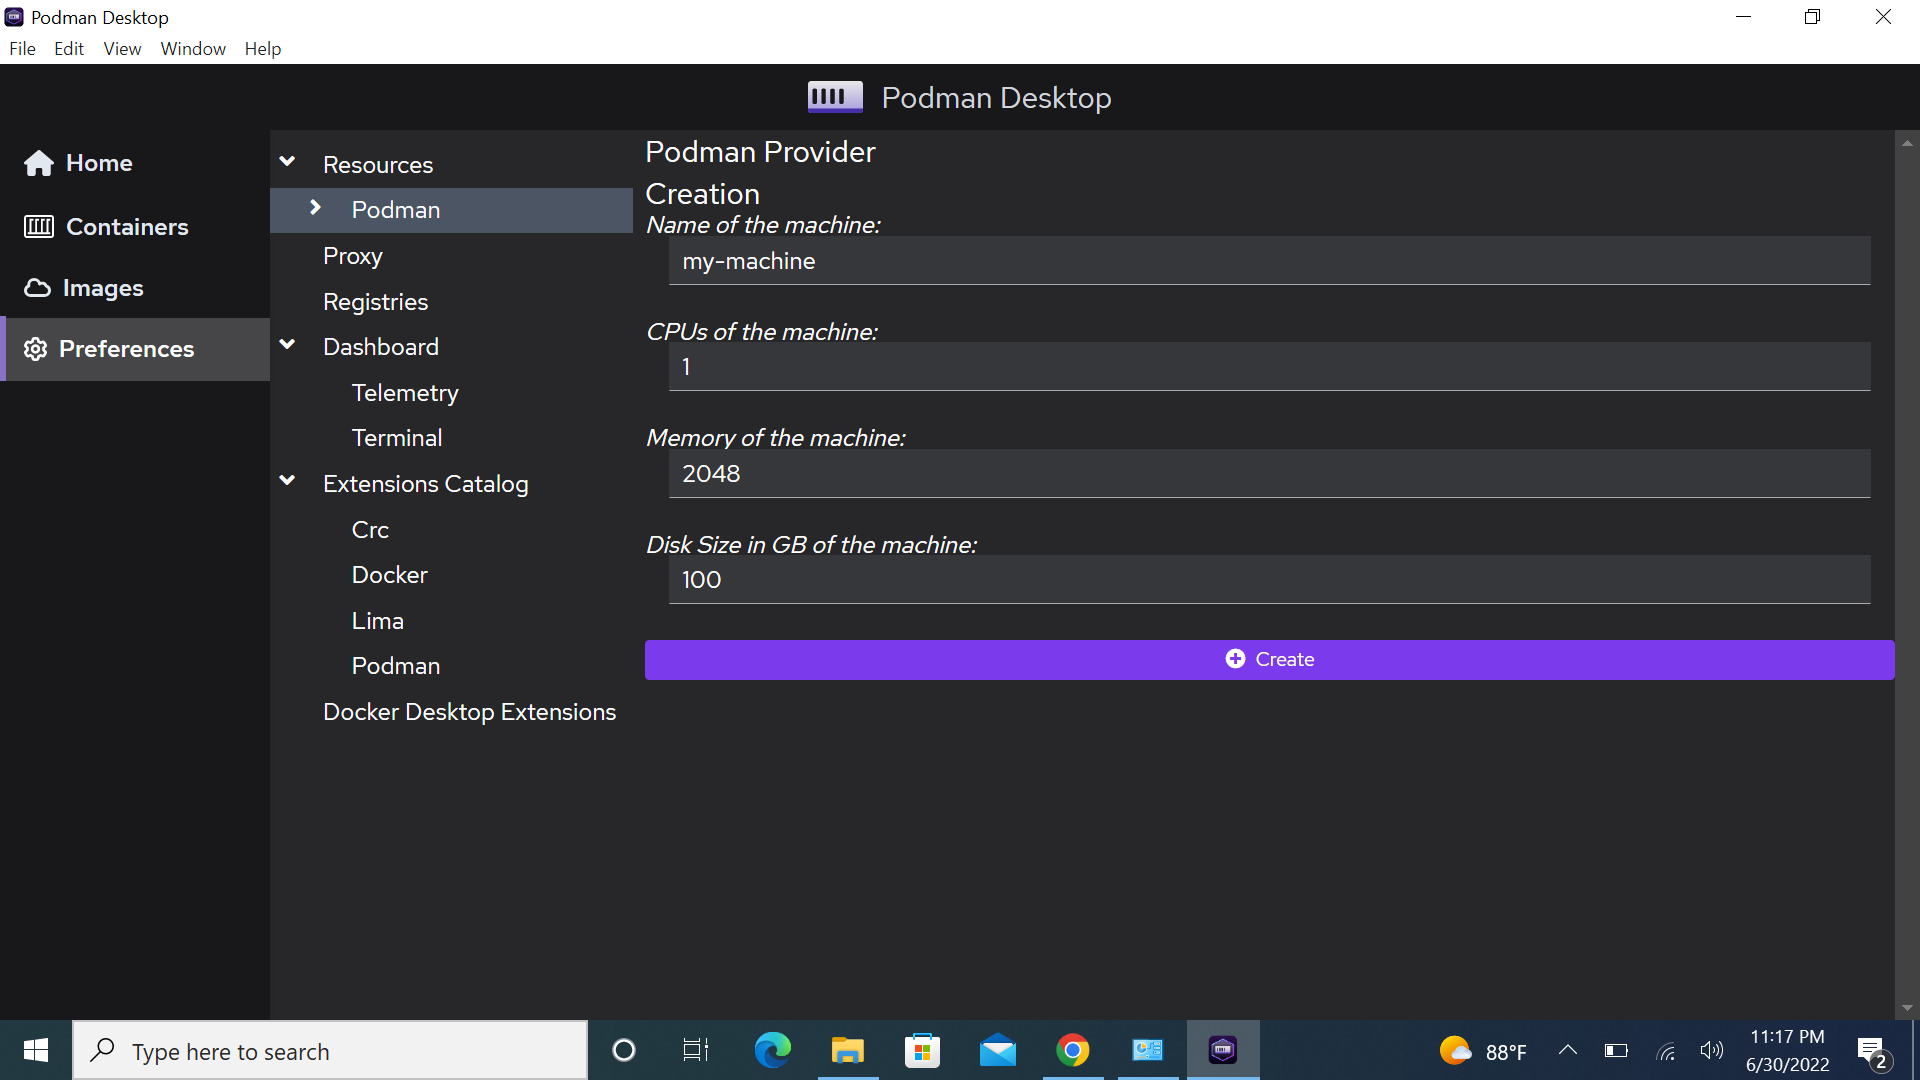 Podman Desktop
File Edit View Window Help
Podman Desktop
Home
Containers
Images
Preferences
Resources
Podman
Proxy
Registries
Dashboard
Telemetry
Terminal
Extensions Catalog
Crc
Docker
Lima
Podman
Docker Desktop Extensions
Podman Provider
Creation
Name of the machine:
my-machine
CPUs of the machine:
1
Memory of the machine:
2048
Disk Size in GB of the machine:
100
Create
Type here to search
88°F
11:17 PM
6/30/2022
2